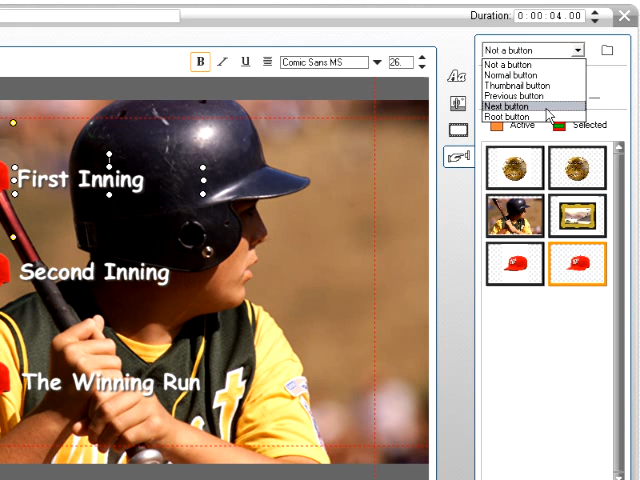 Duration: 0:00:04.00
B I U Comic Sans MS 26.
Not a button
Not a button
Normal button
Thumbnail button
Previous button
Next button
Root button
Aa
Active Selected
First Inning
Second Inning
The Winning Run